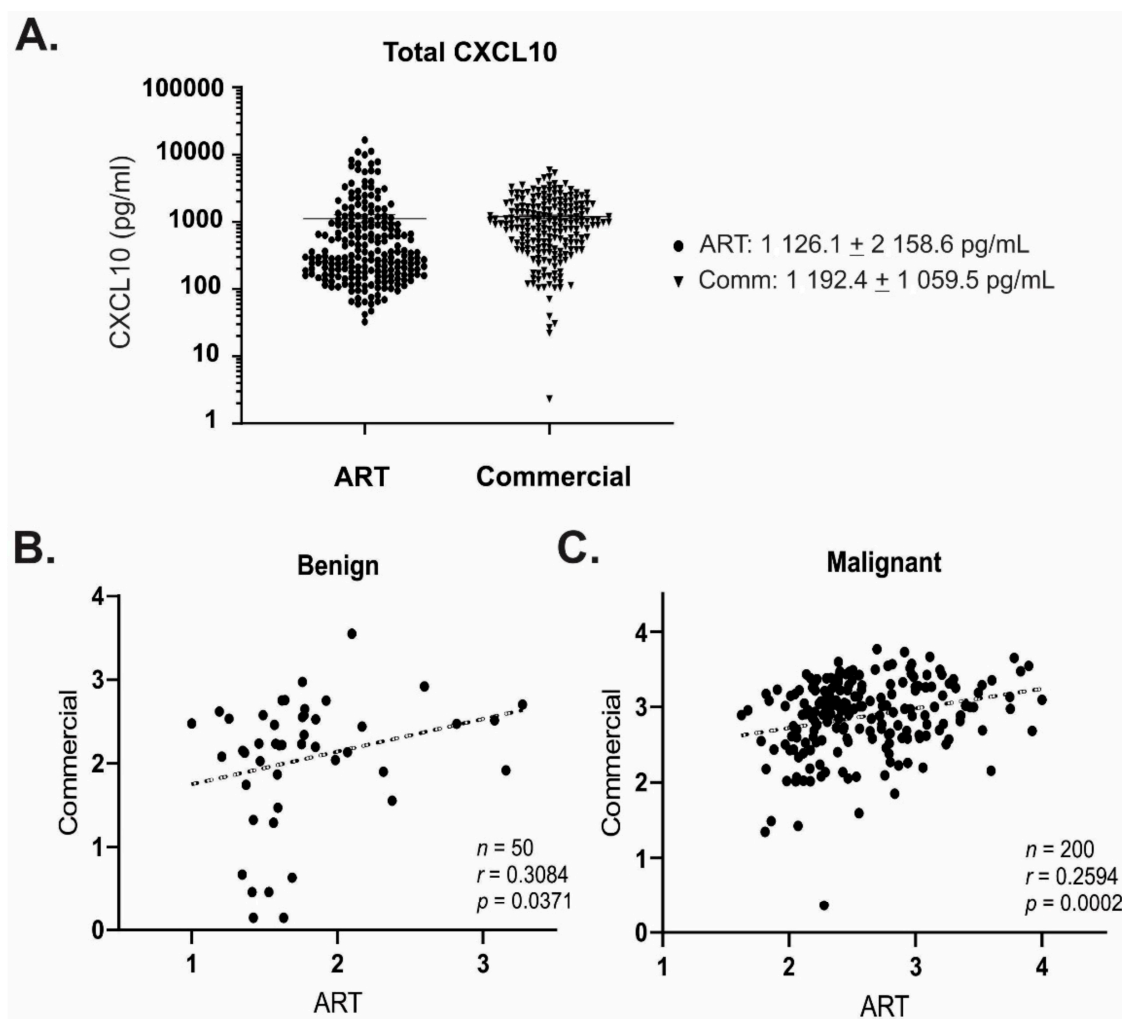 A.
Total CXCL10
CXCL10 (pg/ml)
100000
10000
1000
100
10
1
ART
Commercial
ART: 1 126.1 ± 2 158.6 pg/mL
Comm: 1 192.4 ± 1 059.5 pg/mL
B.
Benign
Commercial
4
3
2
1
0
1
2
3
ART
n = 50
r = 0.3084
p = 0.0371
C.
Malignant
Commercial
4
3
2
1
0
1
2
3
4
ART
n = 200
r = 0.2594
p = 0.0002